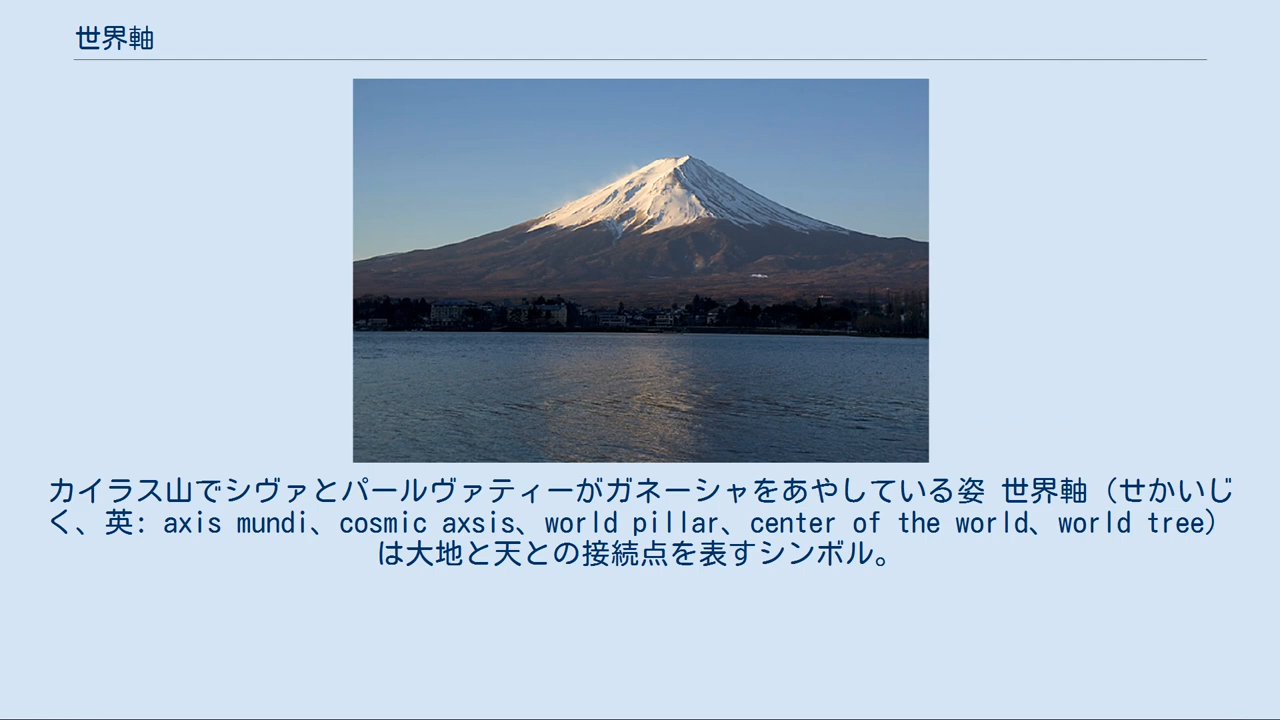 世界軸
カイラス山でシヴァとパールヴァティーがガネーシャをあやしている姿 世界軸（せかいじ
く、英: axis mundi、cosmic axsis、world pillar、center of the world、world tree）
は大地と天との接続点を表すシンボル。